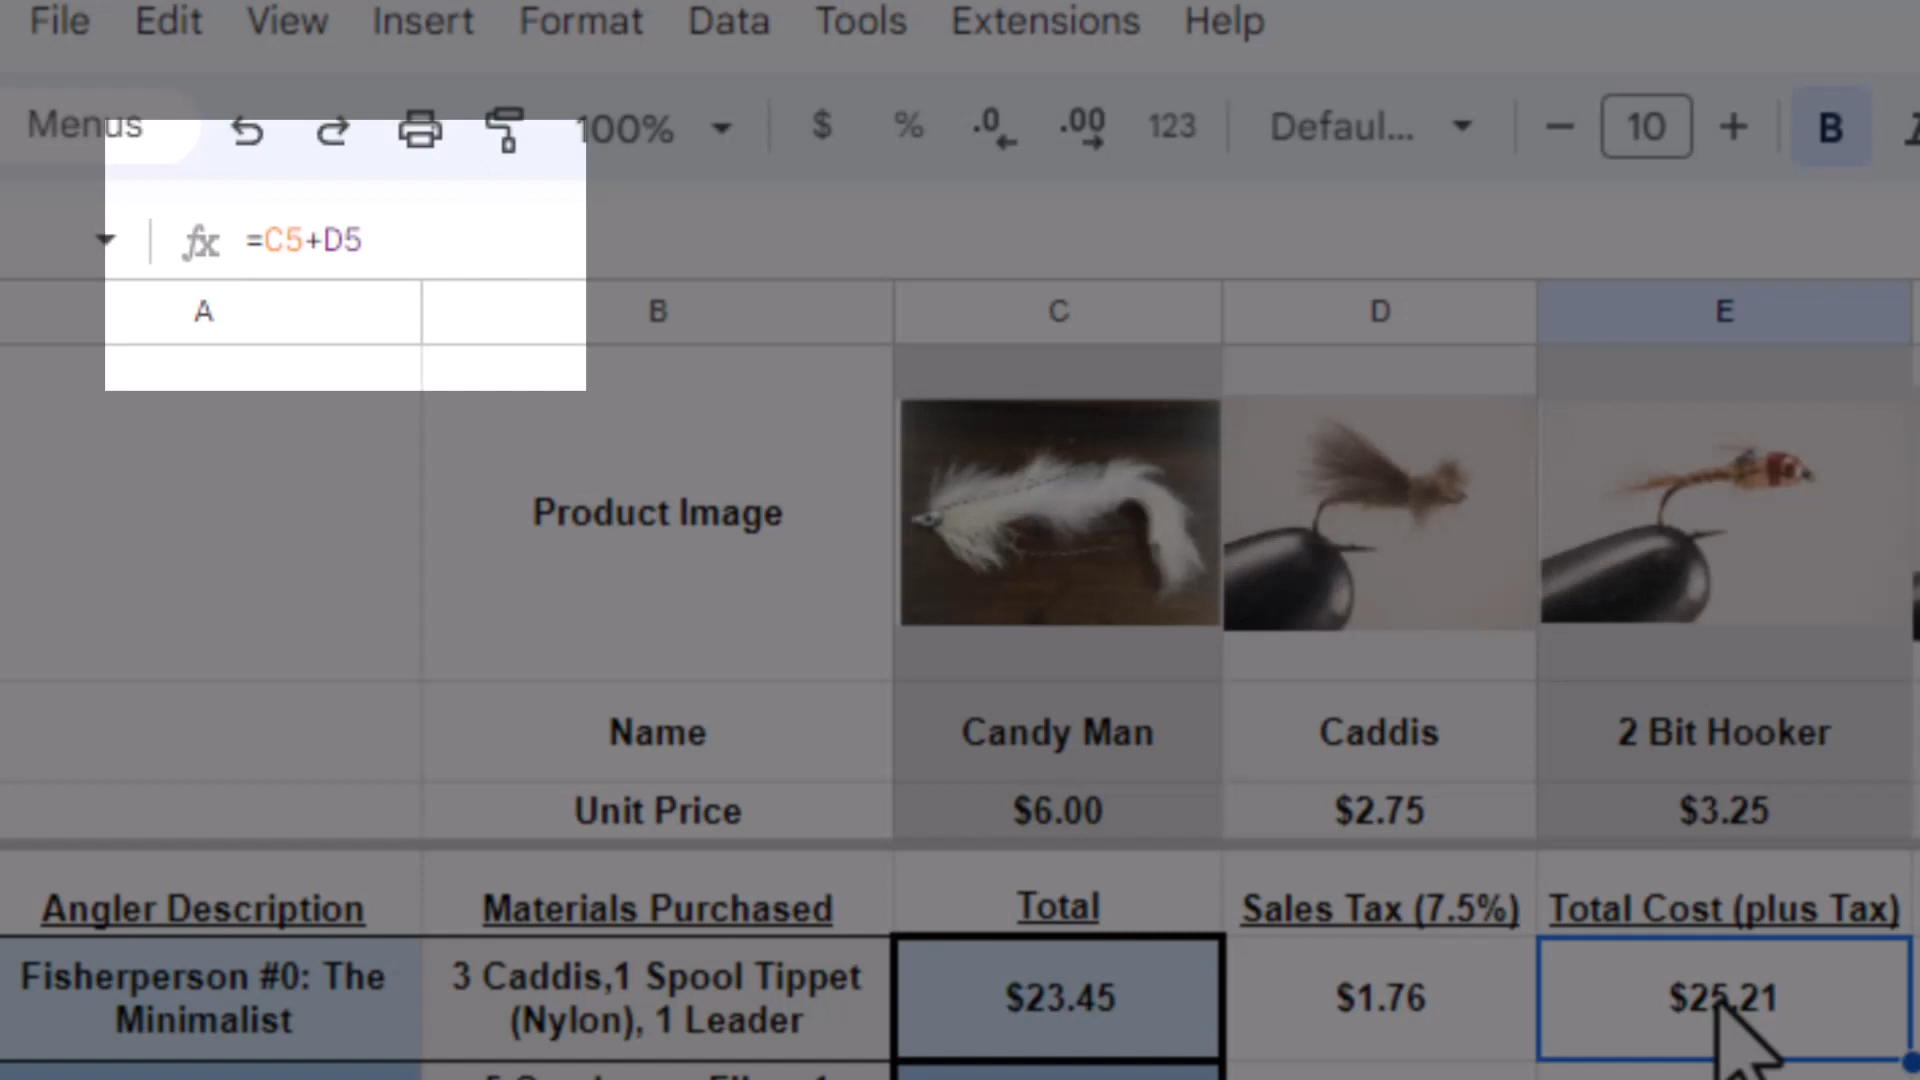 File Edit View Insert Format Data Tools Extensions Help
Menus 100% $ % .0 .00 123 Defaul... 10 B
fx =C5+D5
A B C D E
Product Image
Name Candy Man Caddis 2 Bit Hooker
Unit Price $6.00 $2.75 $3.25
Angler Description Materials Purchased Total Sales Tax (7.5%) Total Cost (plus Tax)
Fisherperson #0: The Minimalist
3 Caddis,1 Spool Tippet (Nylon), 1 Leader
$23.45 $1.76 $25.21